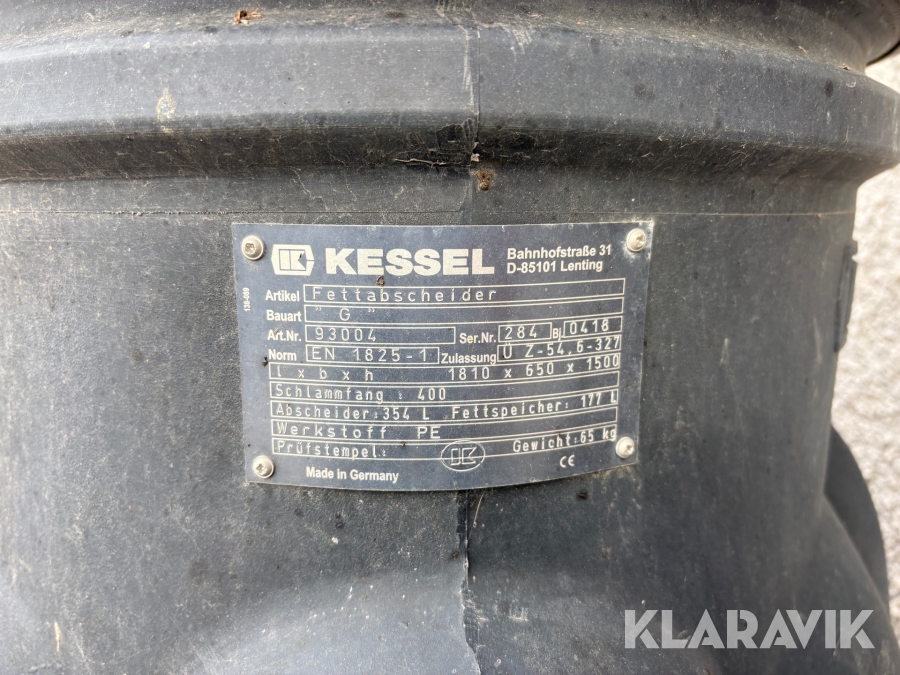 KESSEL
Bahnhofstraße 31
D-85101 Lenting
138-089
Artikel Fettabscheider
Bauart " G "
Art.Nr. 93004 Ser.Nr. 284 Bj 0418
Norm EN 1825-1 Zulassung Ü Z-54,6-327
l x b x h 1810 x 650 x 1500
Schlammfang : 400
Abscheider: 354 L Fettspeicher: 177 L
Werkstoff PE
Prüfstempel: Gewicht: 65 kg
Made in Germany CE
KLARAVIK